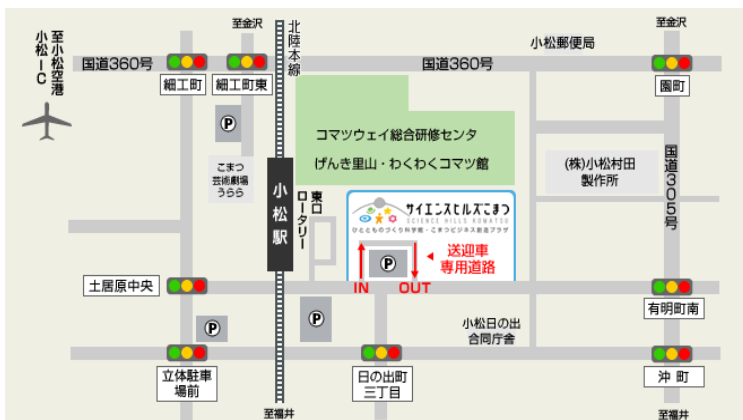 至小松空港
小松IC
至金沢
北陸本線
至金沢
小松郵便局
国道360号
国道360号
細工町
細工町東
園町
P
コマツウェイ総合研修センタ
げんき里山・わくわくコマツ館
国道305号
(株)小松村田
製作所
こまつ
芸術劇場
うらら
小松駅
東口
ロータリー
サイエンスヒルズこまつ
SCIENCE HILLS KOMATSU
ひととものづくり科学館・こまつビジネス創造プラザ
P
送迎車
専用道路
IN
OUT
土居原中央
有明町南
P
P
小松日の出
合同庁舎
立体駐車
場前
日の出町
三丁目
沖町
至福井
至福井